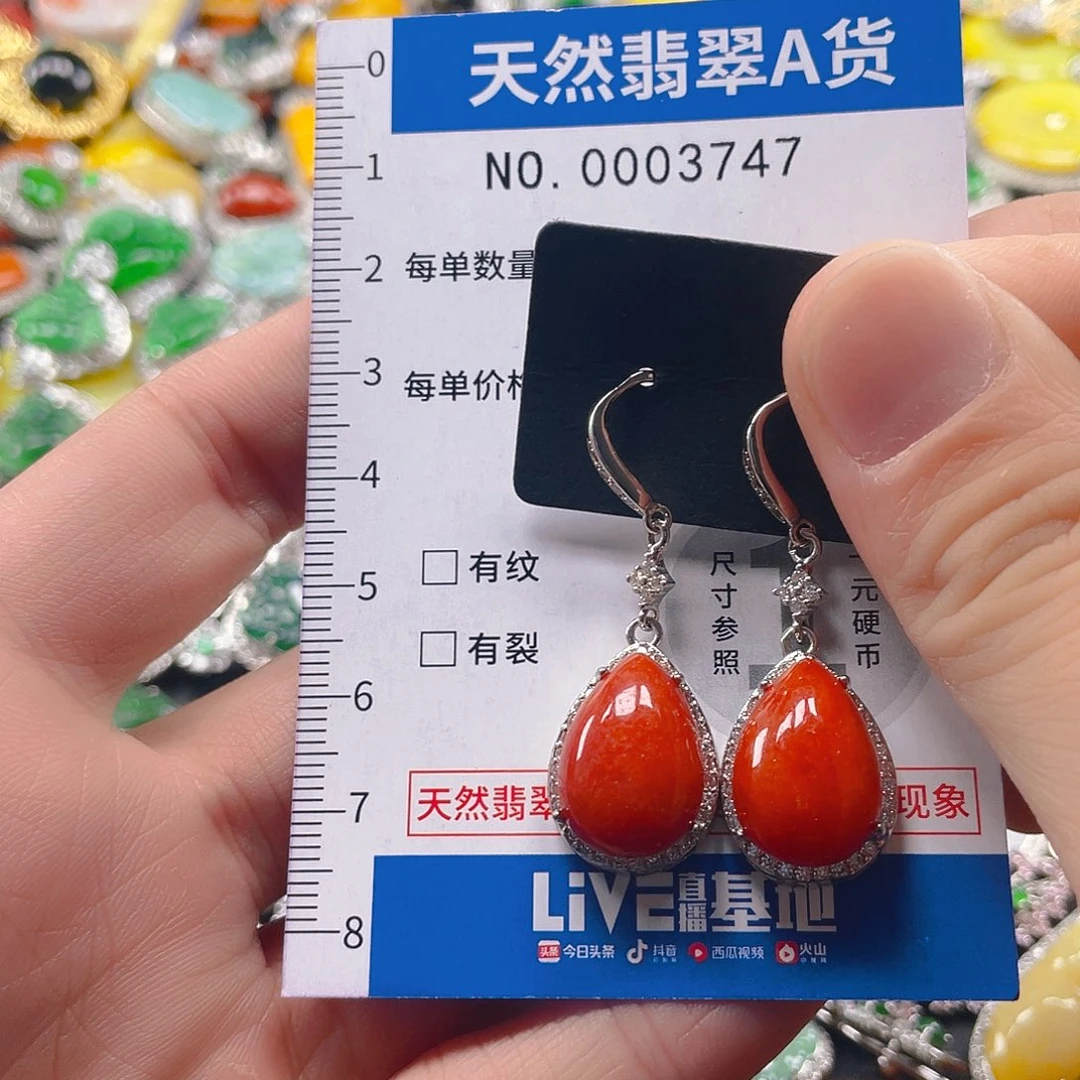 天然翡翠A货
NO. 0003747
0
1
2
3
4
5
6
7
8
每单数量
每单价
□ 有纹
□ 有裂
尺寸参照
元硬币
天然翡翠
现象
LiVE直播基地
头条 今日头条 抖音 西瓜视频 火山